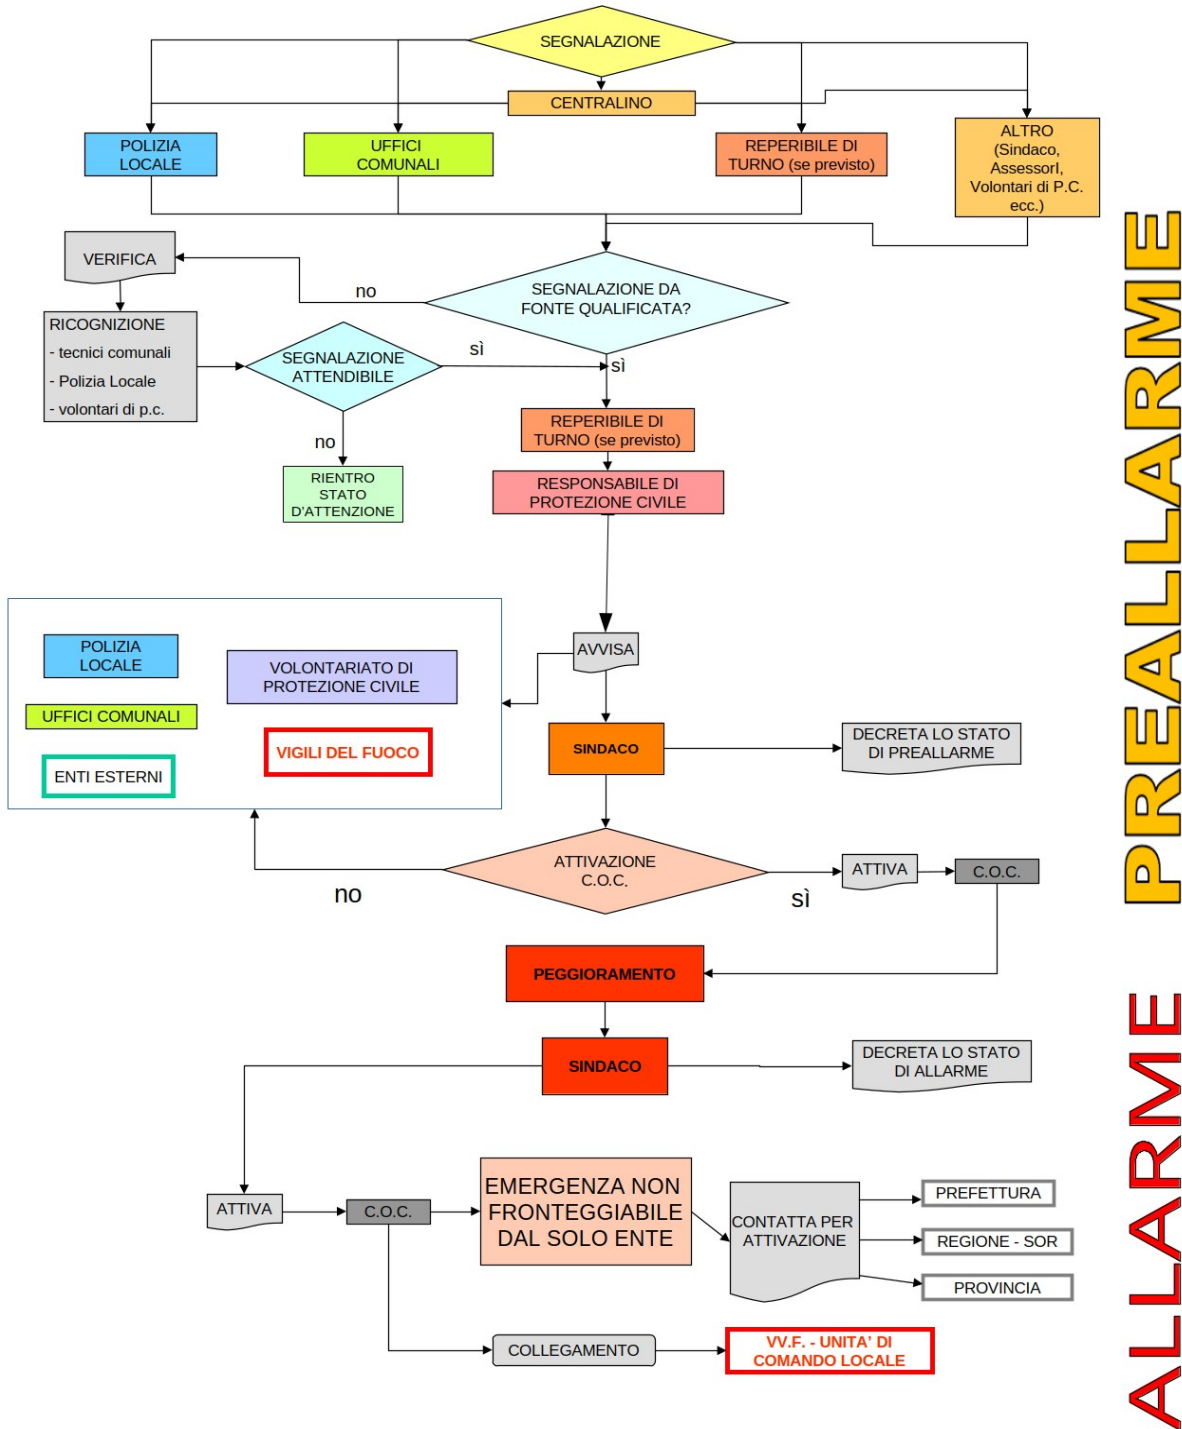 SEGNALAZIONE
CENTRALINO
POLIZIA
LOCALE
UFFICI
COMUNALI
REPERIBILE DI
TURNO (se previsto)
ALTRO
(Sindaco,
AssessorI,
Volontari di P.C.
ecc.)
VERIFICA
no
SEGNALAZIONE DA
FONTE QUALIFICATA?
RICOGNIZIONE
- tecnici comunali
- Polizia Locale
- volontari di p.c.
SEGNALAZIONE
ATTENDIBILE
sì
sì
no
REPERIBILE DI
TURNO (se previsto)
RIENTRO
STATO
D'ATTENZIONE
RESPONSABILE DI
PROTEZIONE CIVILE
PREALLARME
AVVISA
POLIZIA
LOCALE
VOLONTARIATO DI
PROTEZIONE CIVILE
UFFICI COMUNALI
VIGILI DEL FUOCO
ENTI ESTERNI
SINDACO
DECRETA LO STATO
DI PREALLARME
ATTIVAZIONE
C.O.C.
no
sì
ATTIVA
C.O.C.
PEGGIORAMENTO
SINDACO
DECRETA LO STATO
DI ALLARME
ALLARME
ATTIVA
C.O.C.
EMERGENZA NON
FRONTEGGIABILE
DAL SOLO ENTE
CONTATTA PER
ATTIVAZIONE
PREFETTURA
REGIONE - SOR
PROVINCIA
COLLEGAMENTO
VV.F. - UNITA' DI
COMANDO LOCALE